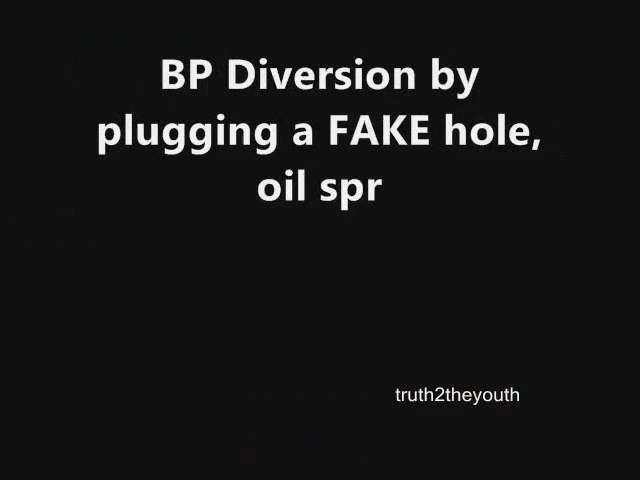 BP Diversion by
plugging a FAKE hole,
oil spr
truth2theyouth